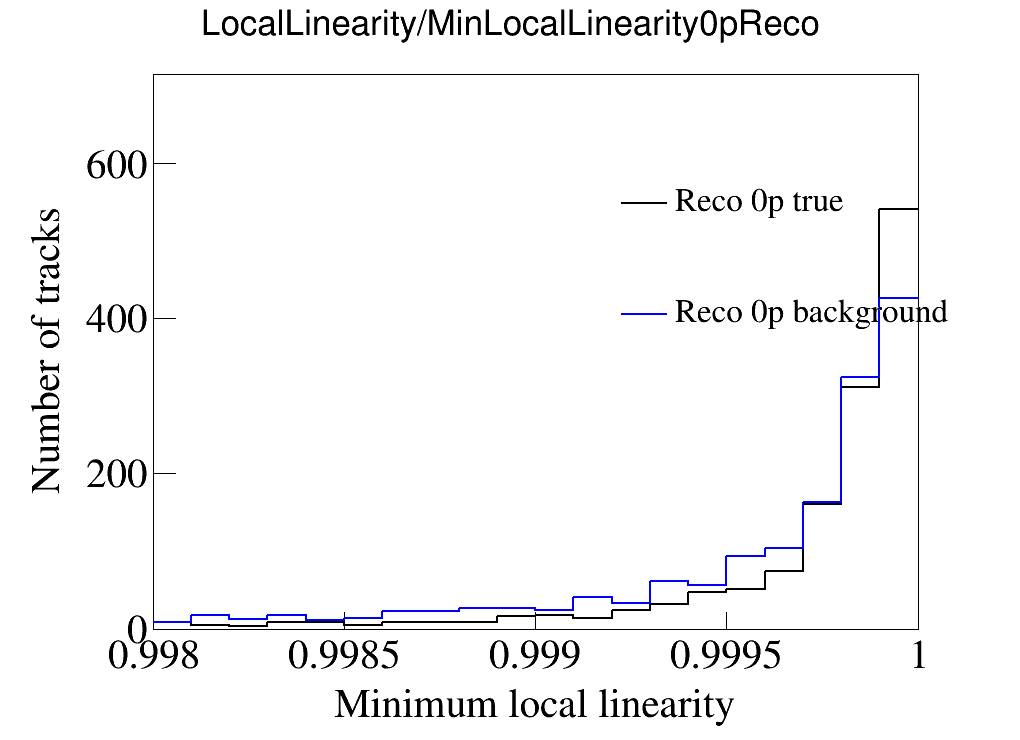 LocalLinearity/MinLocalLinearity0pReco
Number of tracks
600
400
200
0
Reco 0p true
Reco 0p background
0.998 0.9985 0.999 0.9995 1
Minimum local linearity